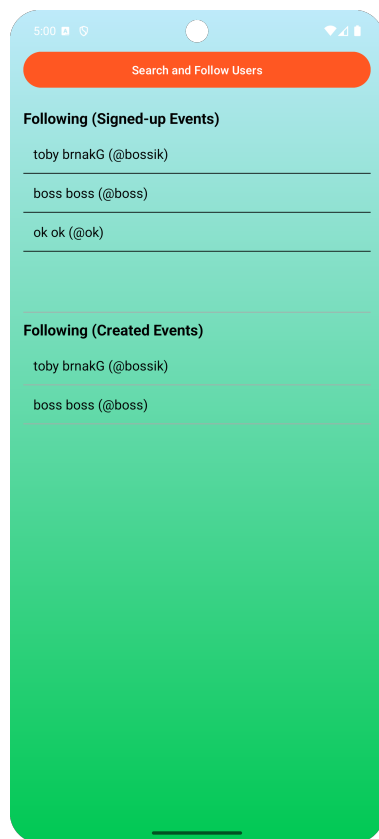 5:00
Search and Follow Users
Following (Signed-up Events)
toby brnakG (@bossik)
boss boss (@boss)
ok ok (@ok)
Following (Created Events)
toby brnakG (@bossik)
boss boss (@boss)